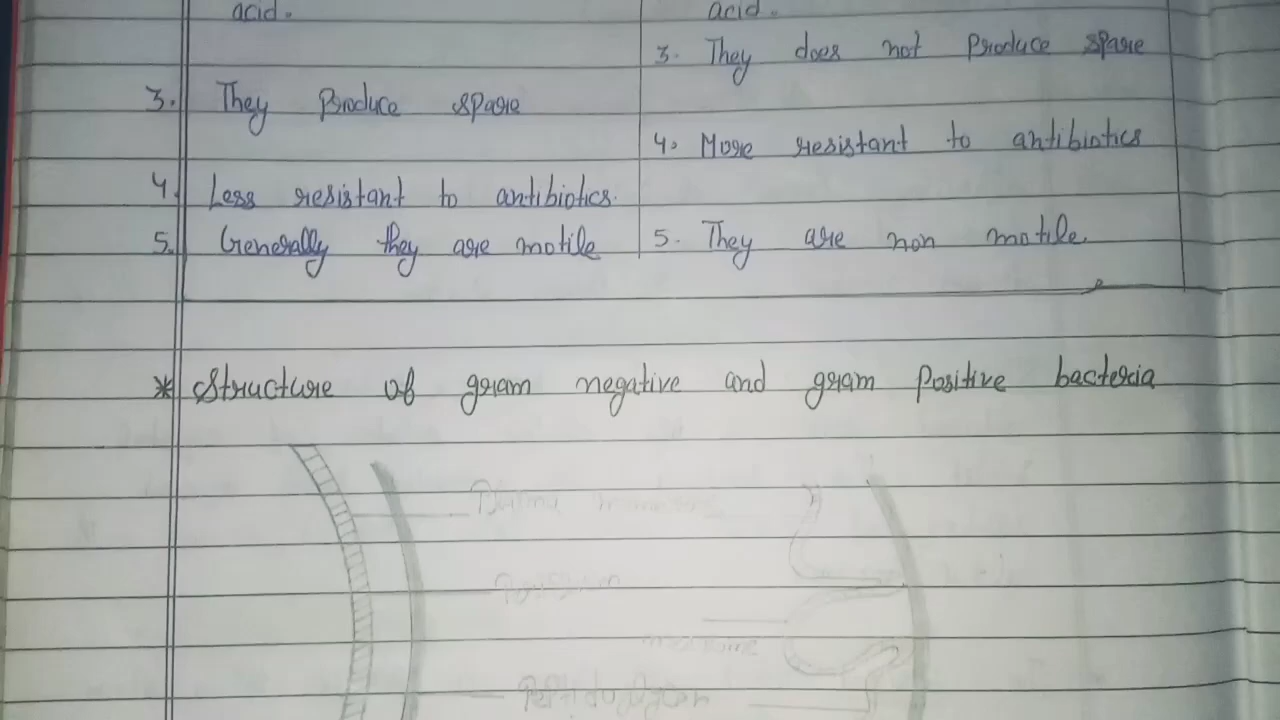 acid.
acid.
3. They does not produce spore
3. They produce spore
4. More resistant to antibiotics
4. Less resistant to antibiotics.
5. Generally they are motile
5. They are non motile.
* Structure of gram negative and gram positive bacteria